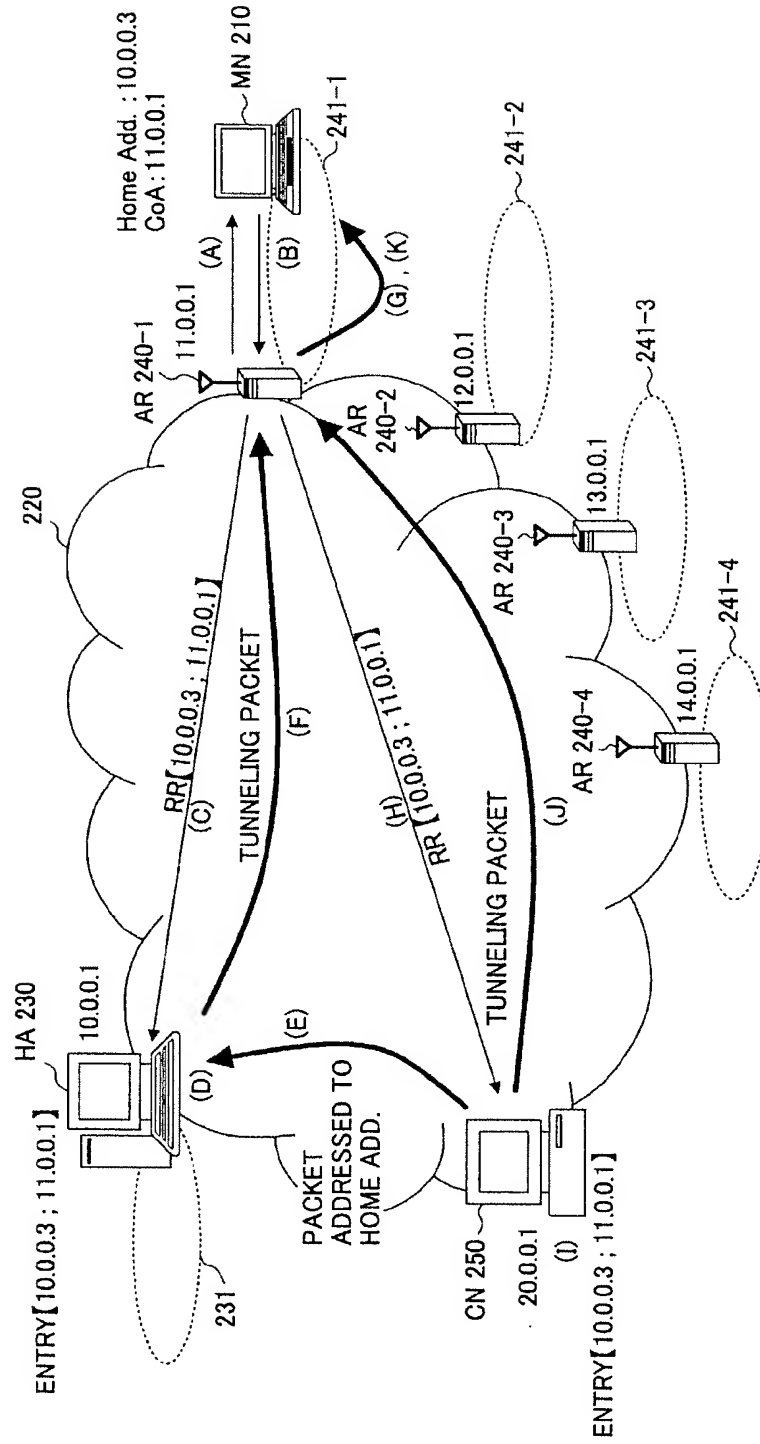 ENTRY【10.0.0.3 ; 11.0.0.1】
HA 230
10.0.0.1
(D)
231
220
RR【10.0.0.3 ; 11.0.0.1】
(C)
TUNNELING PACKET
(F)
(E)
PACKET
ADDRESSED TO
HOME ADD.
Home Add. : 10.0.0.3
CoA : 11.0.0.1
MN 210
(A)
(B)
11.0.0.1
AR 240-1
241-1
(G) , (K)
AR
240-2
12.0.0.1
241-2
AR 240-3
13.0.0.1
241-3
AR 240-4
14.0.0.1
241-4
(H)
RR【10.0.0.3 ; 11.0.0.1】
TUNNELING PACKET
(J)
CN 250
20.0.0.1
(I)
ENTRY【10.0.0.3 ; 11.0.0.1】